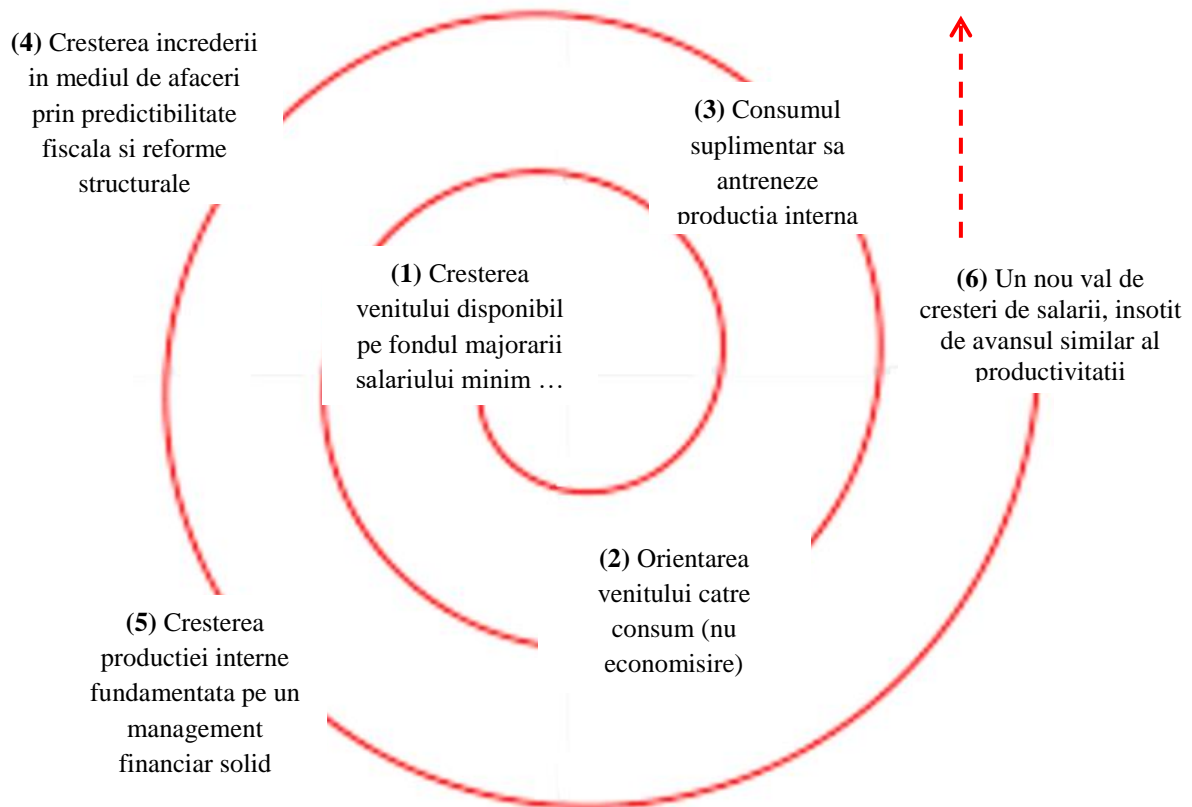 (4) Cresterea increderii
in mediul de afaceri
prin predictibilitate
fiscala si reforme
structurale
(3) Consumul
suplimentar sa
antreneze
productia interna
(1) Cresterea
venitului disponibil
pe fondul majorarii
salariului minim …
(6) Un nou val de
cresteri de salarii, insotit
de avansul similar al
productivitatii
(2) Orientarea
venitului catre
consum (nu
economisire)
(5) Cresterea
productiei interne
fundamentata pe un
management
financiar solid